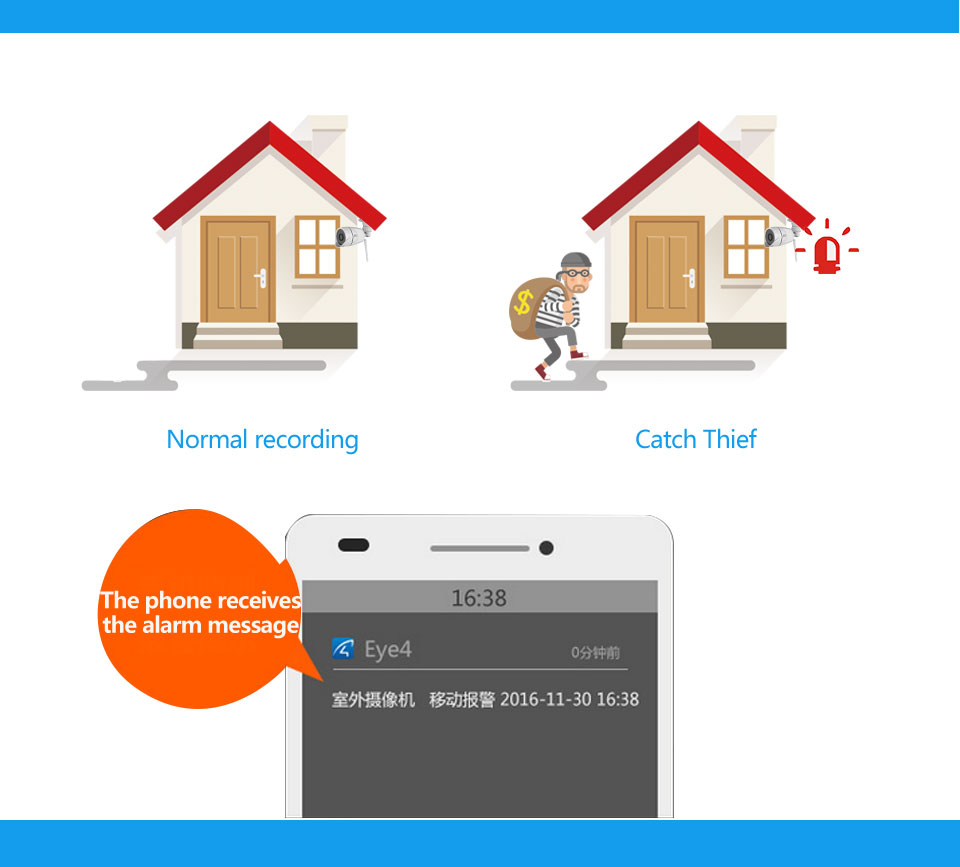 $
Normal recording
Catch Thief
The phone receives
the alarm message
16:38
Eye4
0分钟前
室外摄像机 移动报警 2016-11-30 16:38